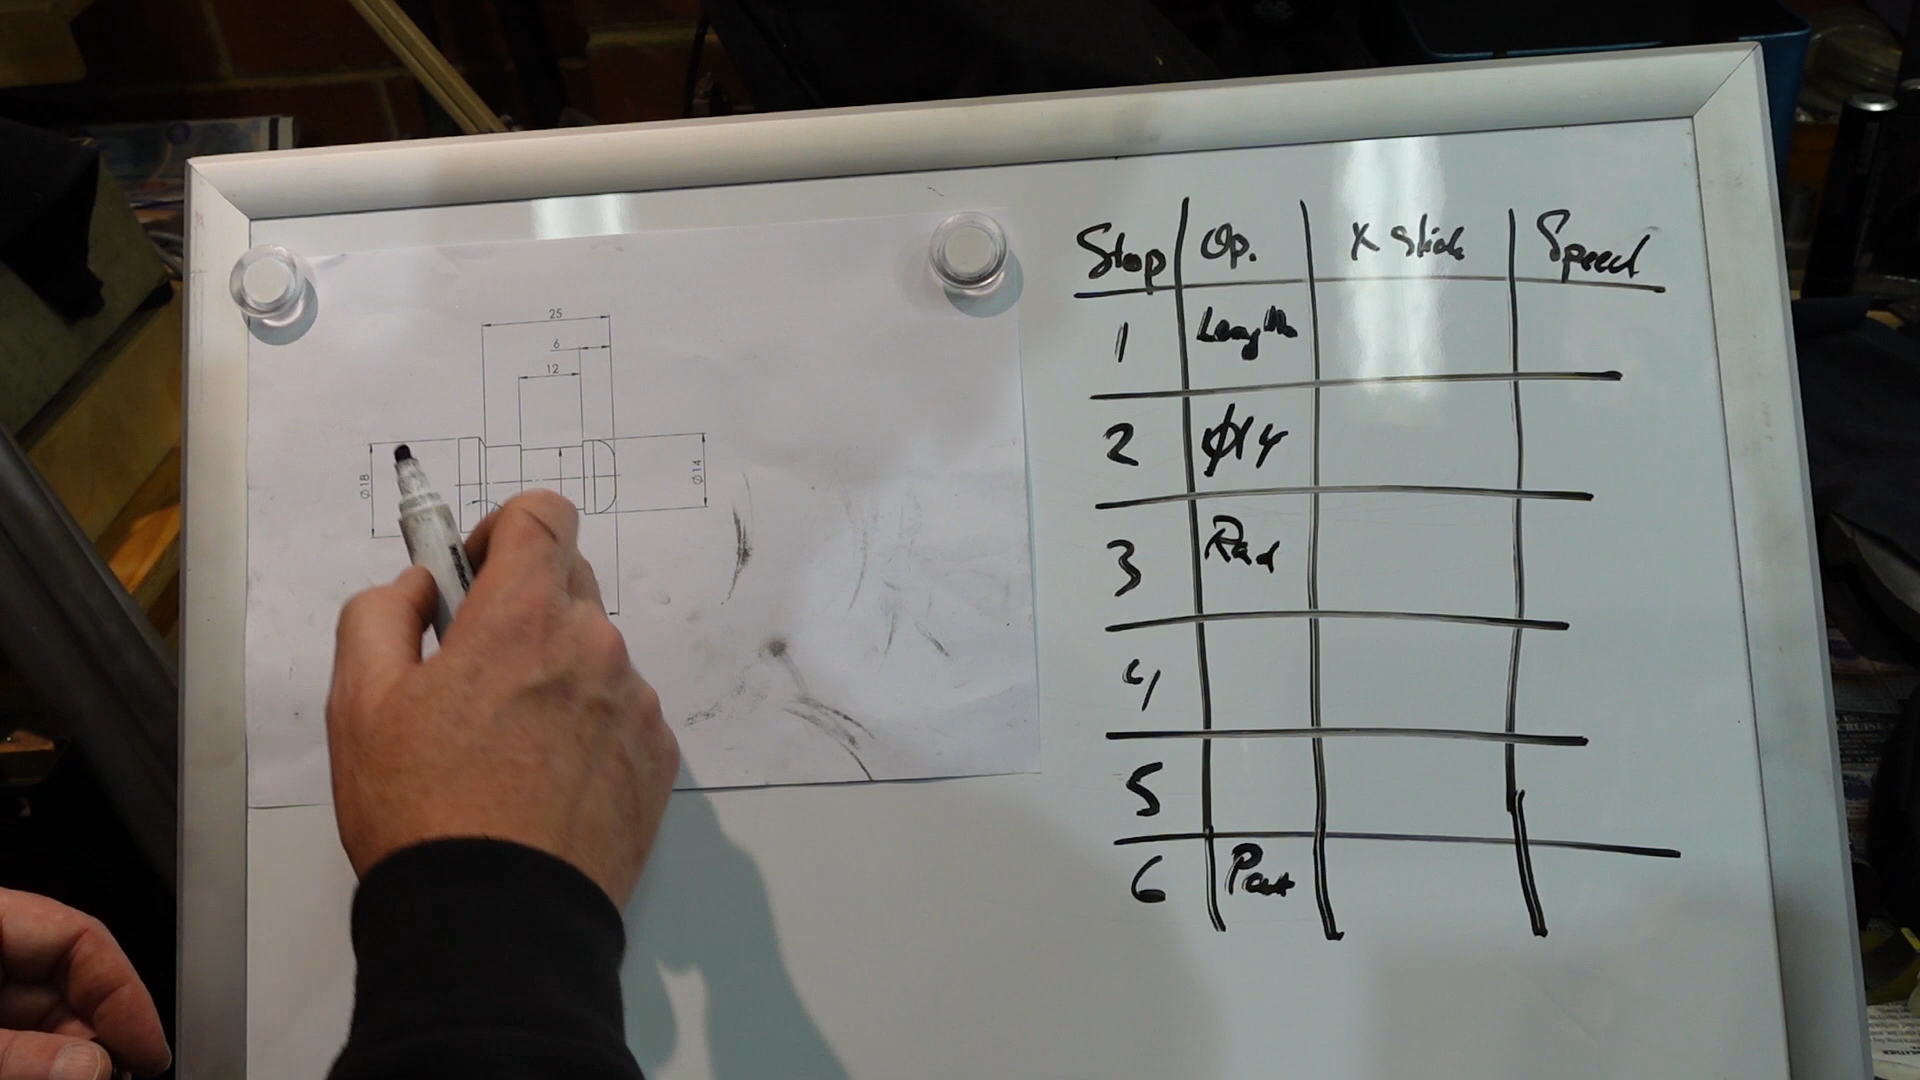 25
6
12
Ø18
Ø14
Stop Op. X Slide Speed
1 Length
2 Ø14
3 Rad
4
5
6 Part